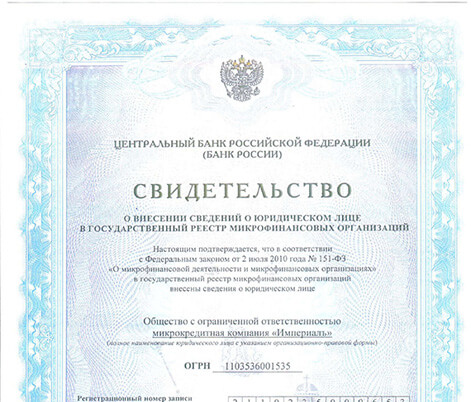 ЦЕНТРАЛЬНЫЙ БАНК РОССИЙСКОЙ ФЕДЕРАЦИИ
(БАНК РОССИИ)
СВИДЕТЕЛЬСТВО
О ВНЕСЕНИИ СВЕДЕНИЙ О ЮРИДИЧЕСКОМ ЛИЦЕ
В ГОСУДАРСТВЕННЫЙ РЕЕСТР МИКРОФИНАНСОВЫХ ОРГАНИЗАЦИЙ
Настоящим подтверждается, что в соответствии
с Федеральным законом от 2 июля 2010 года № 151-ФЗ
«О микрофинансовой деятельности и микрофинансовых организациях»
в государственный реестр микрофинансовых организаций
внесены сведения о юридическом лице
Общество с ограниченной ответственностью
микрокредитная компания «Империалъ»
(полное наименование юридического лица с указанием организационно-правовой формы)
ОГРН 1103536001535
Регистрационный номер записи